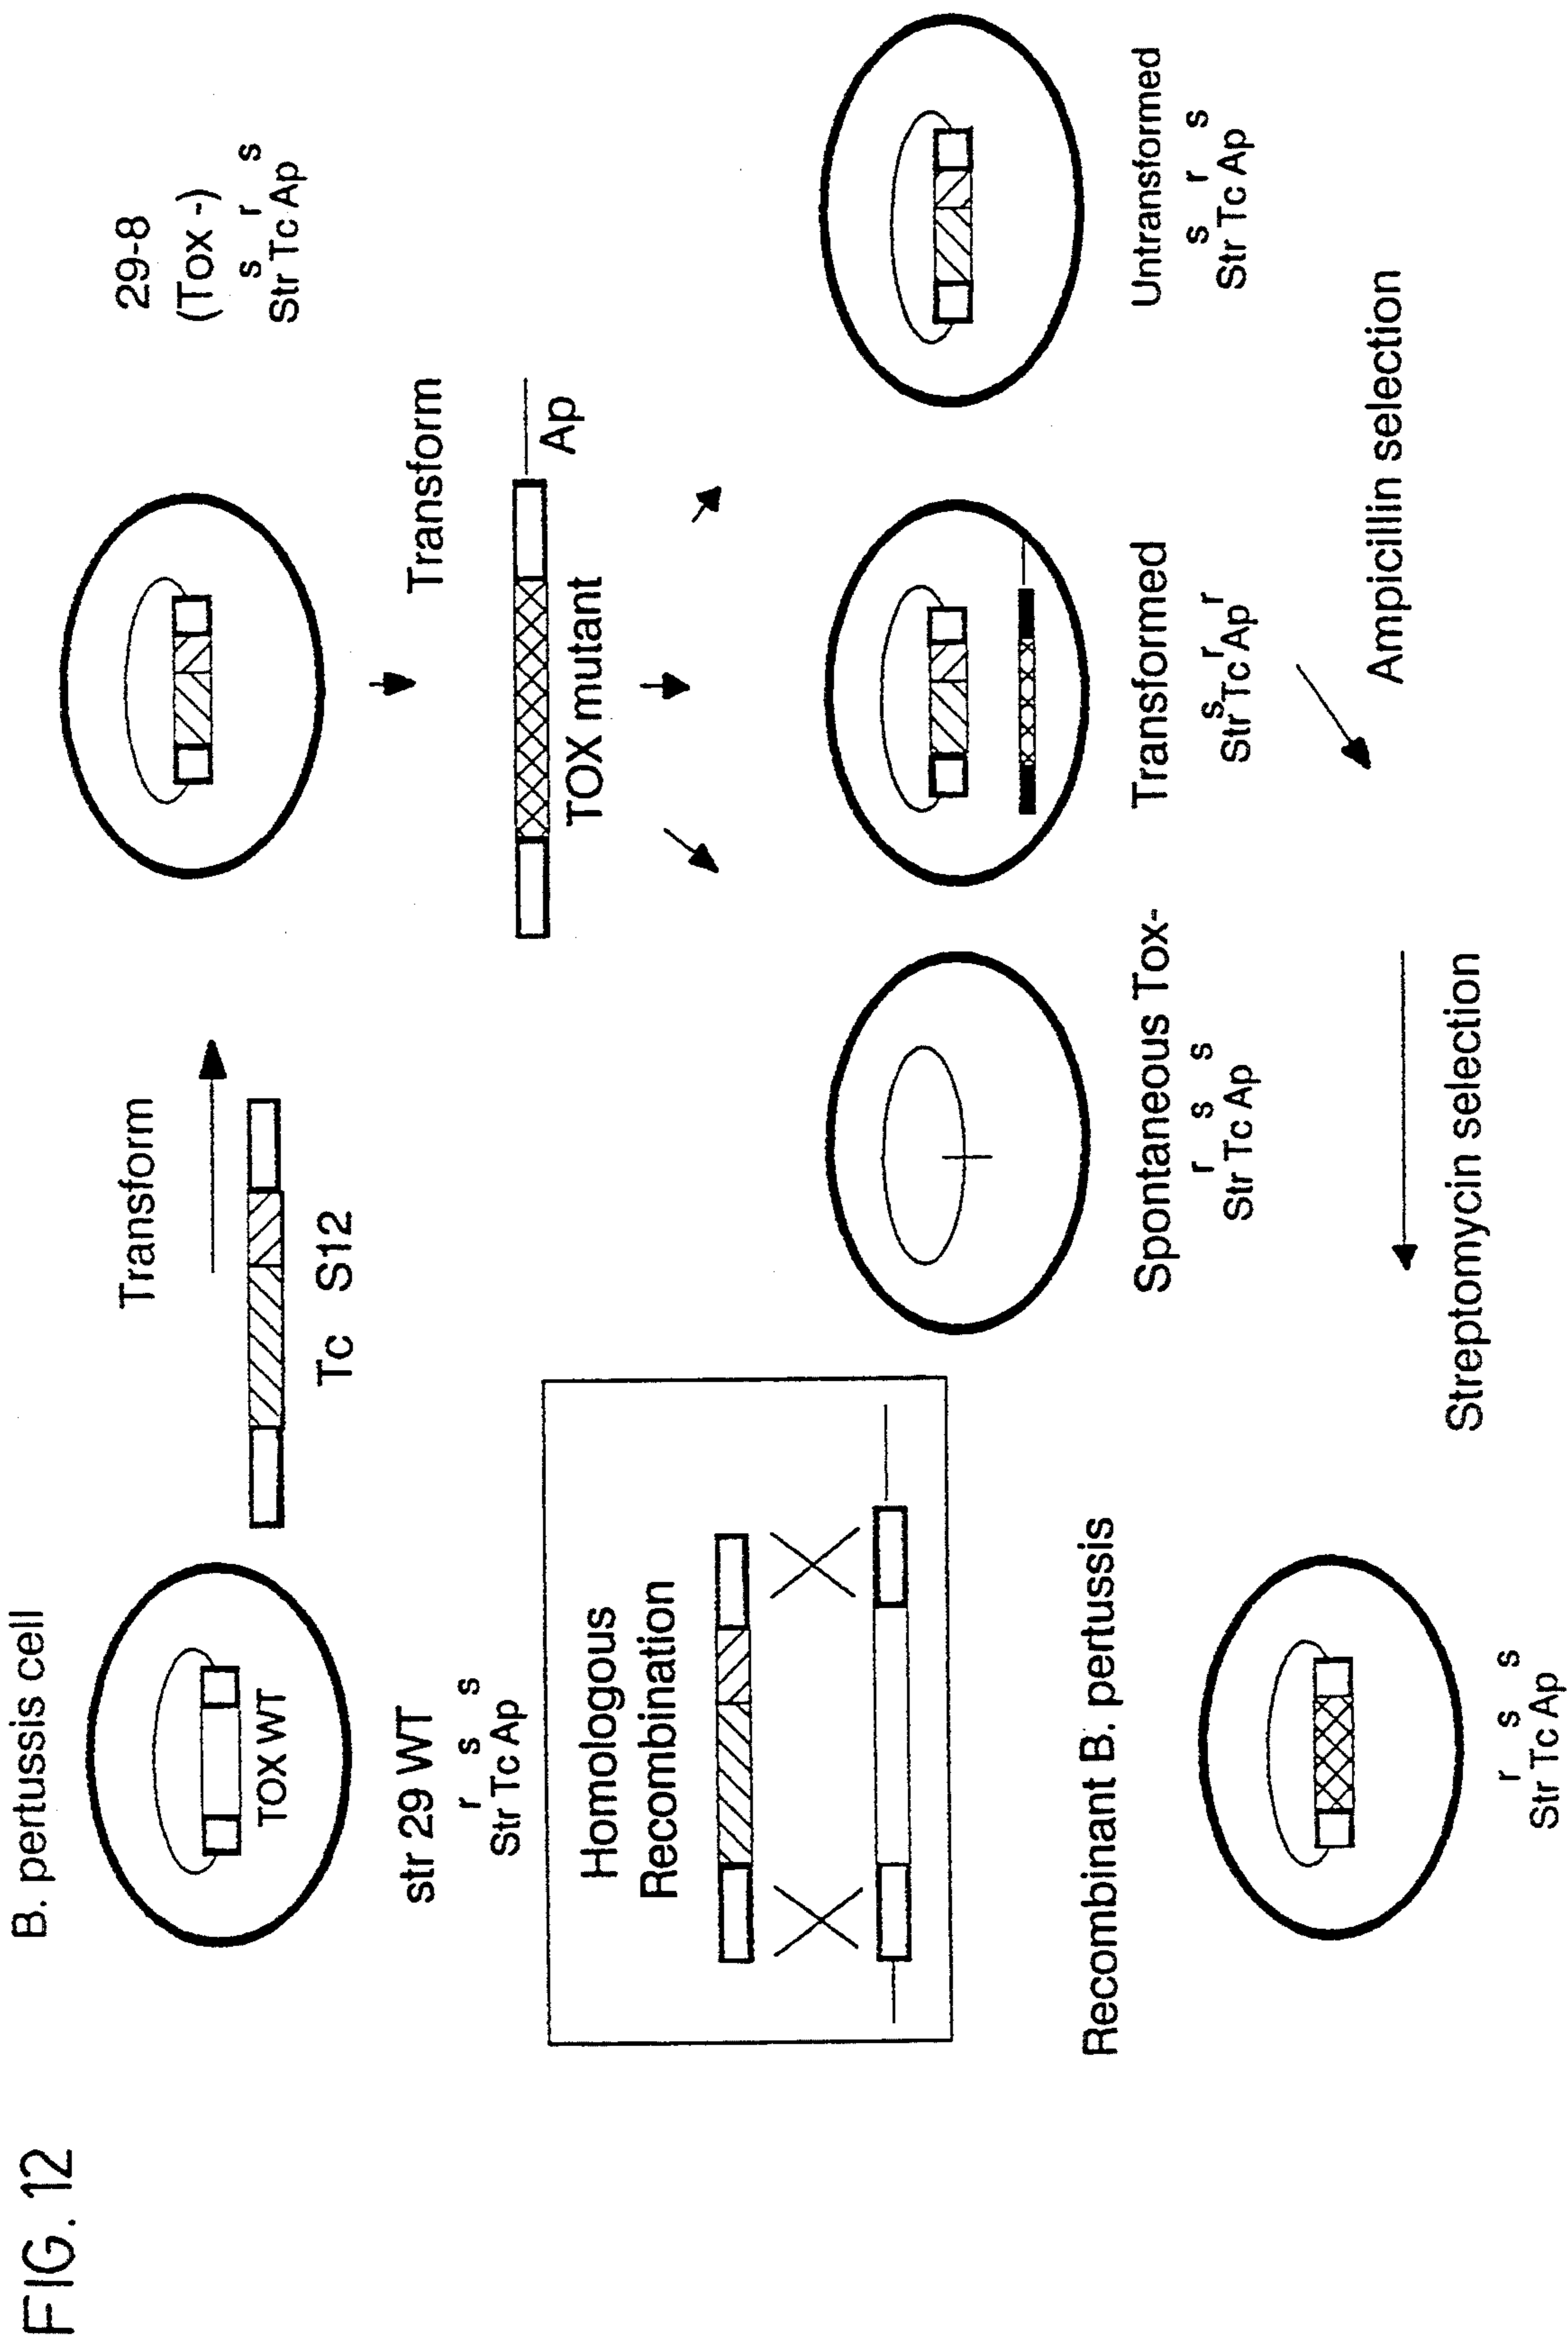 FIG. 12
B. pertussis cell
TOX WT
str 29 WT
r s s
Str Tc Ap
Transform
Tc S12
29-8
(Tox -)
s r s
Str Tc Ap
Transform
Ap
TOX mutant
Homologous
Recombination
Spontaneous Tox-
r s s
Str Tc Ap
Transformed
s r r
Str Tc Ap
Untransformed
s r s
Str Tc Ap
Ampicillin selection
Streptomycin selection
Recombinant B. pertussis
r s s
Str Tc Ap